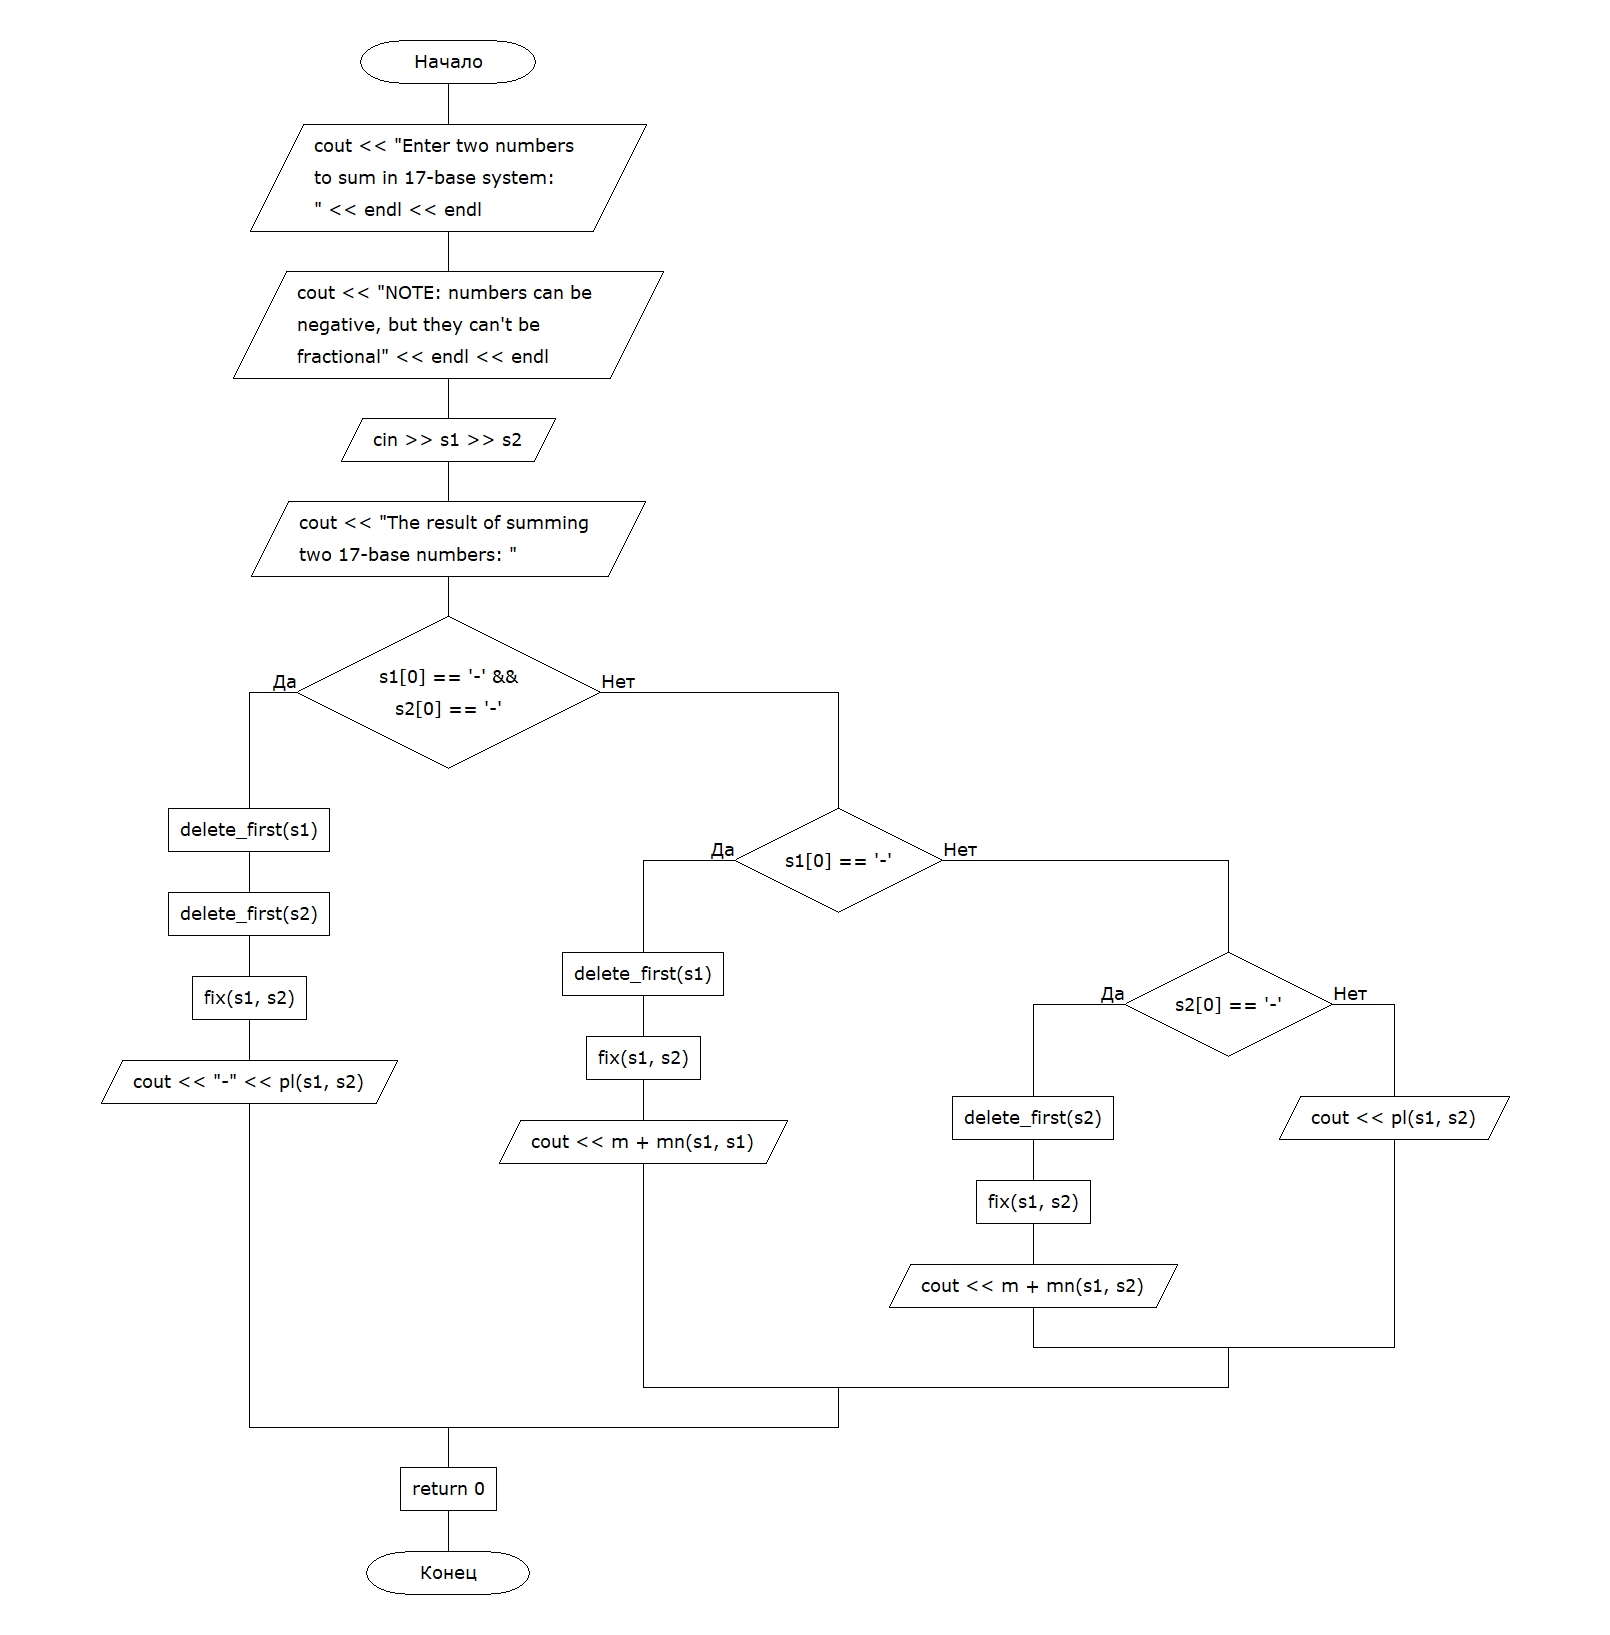 Начало
cout << "Enter two numbers
to sum in 17-base system:
" << endl << endl
cout << "NOTE: numbers can be
negative, but they can't be
fractional" << endl << endl
cin >> s1 >> s2
cout << "The result of summing
two 17-base numbers: "
s1[0] == '-' &&
s2[0] == '-'
Да
Нет
delete_first(s1)
delete_first(s2)
fix(s1, s2)
cout << "-" << pl(s1, s2)
s1[0] == '-'
Да
Нет
delete_first(s1)
fix(s1, s2)
cout << m + mn(s1, s1)
s2[0] == '-'
Да
Нет
delete_first(s2)
fix(s1, s2)
cout << m + mn(s1, s2)
cout << pl(s1, s2)
return 0
Конец